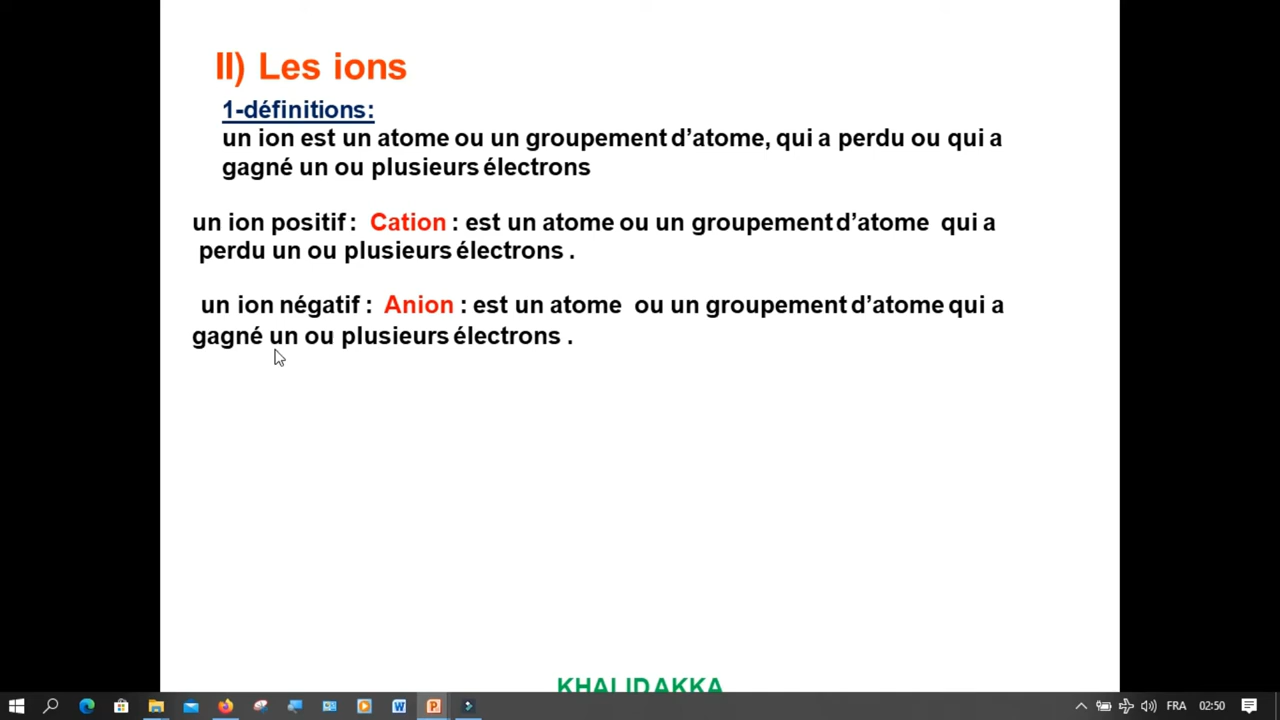 II) Les ions
1-définitions:
un ion est un atome ou un groupement d’atome, qui a perdu ou qui a
gagné un ou plusieurs électrons
un ion positif : Cation : est un atome ou un groupement d’atome qui a
perdu un ou plusieurs électrons .
un ion négatif : Anion : est un atome ou un groupement d’atome qui a
gagné un ou plusieurs électrons .
KHALID AKKA
FRA 02:50